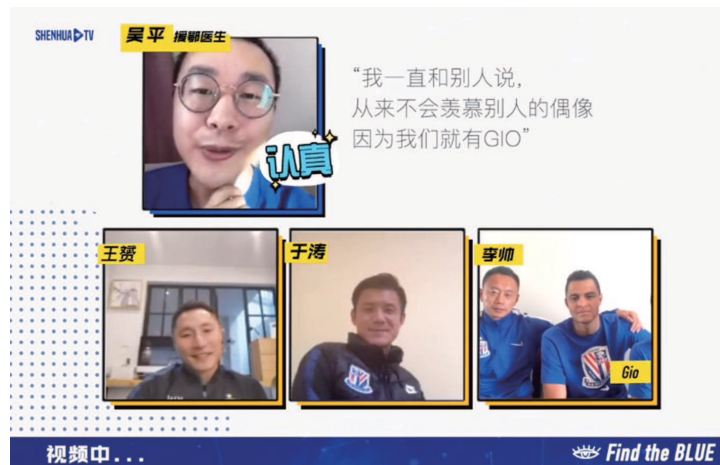 SHENHUA TV
吴平 援鄂医生
“我一直和别人说，
从来不会羡慕别人的偶像
因为我们就有GIO”
认真
王赟
于涛
李帅
Gio
视频中...
Find the BLUE